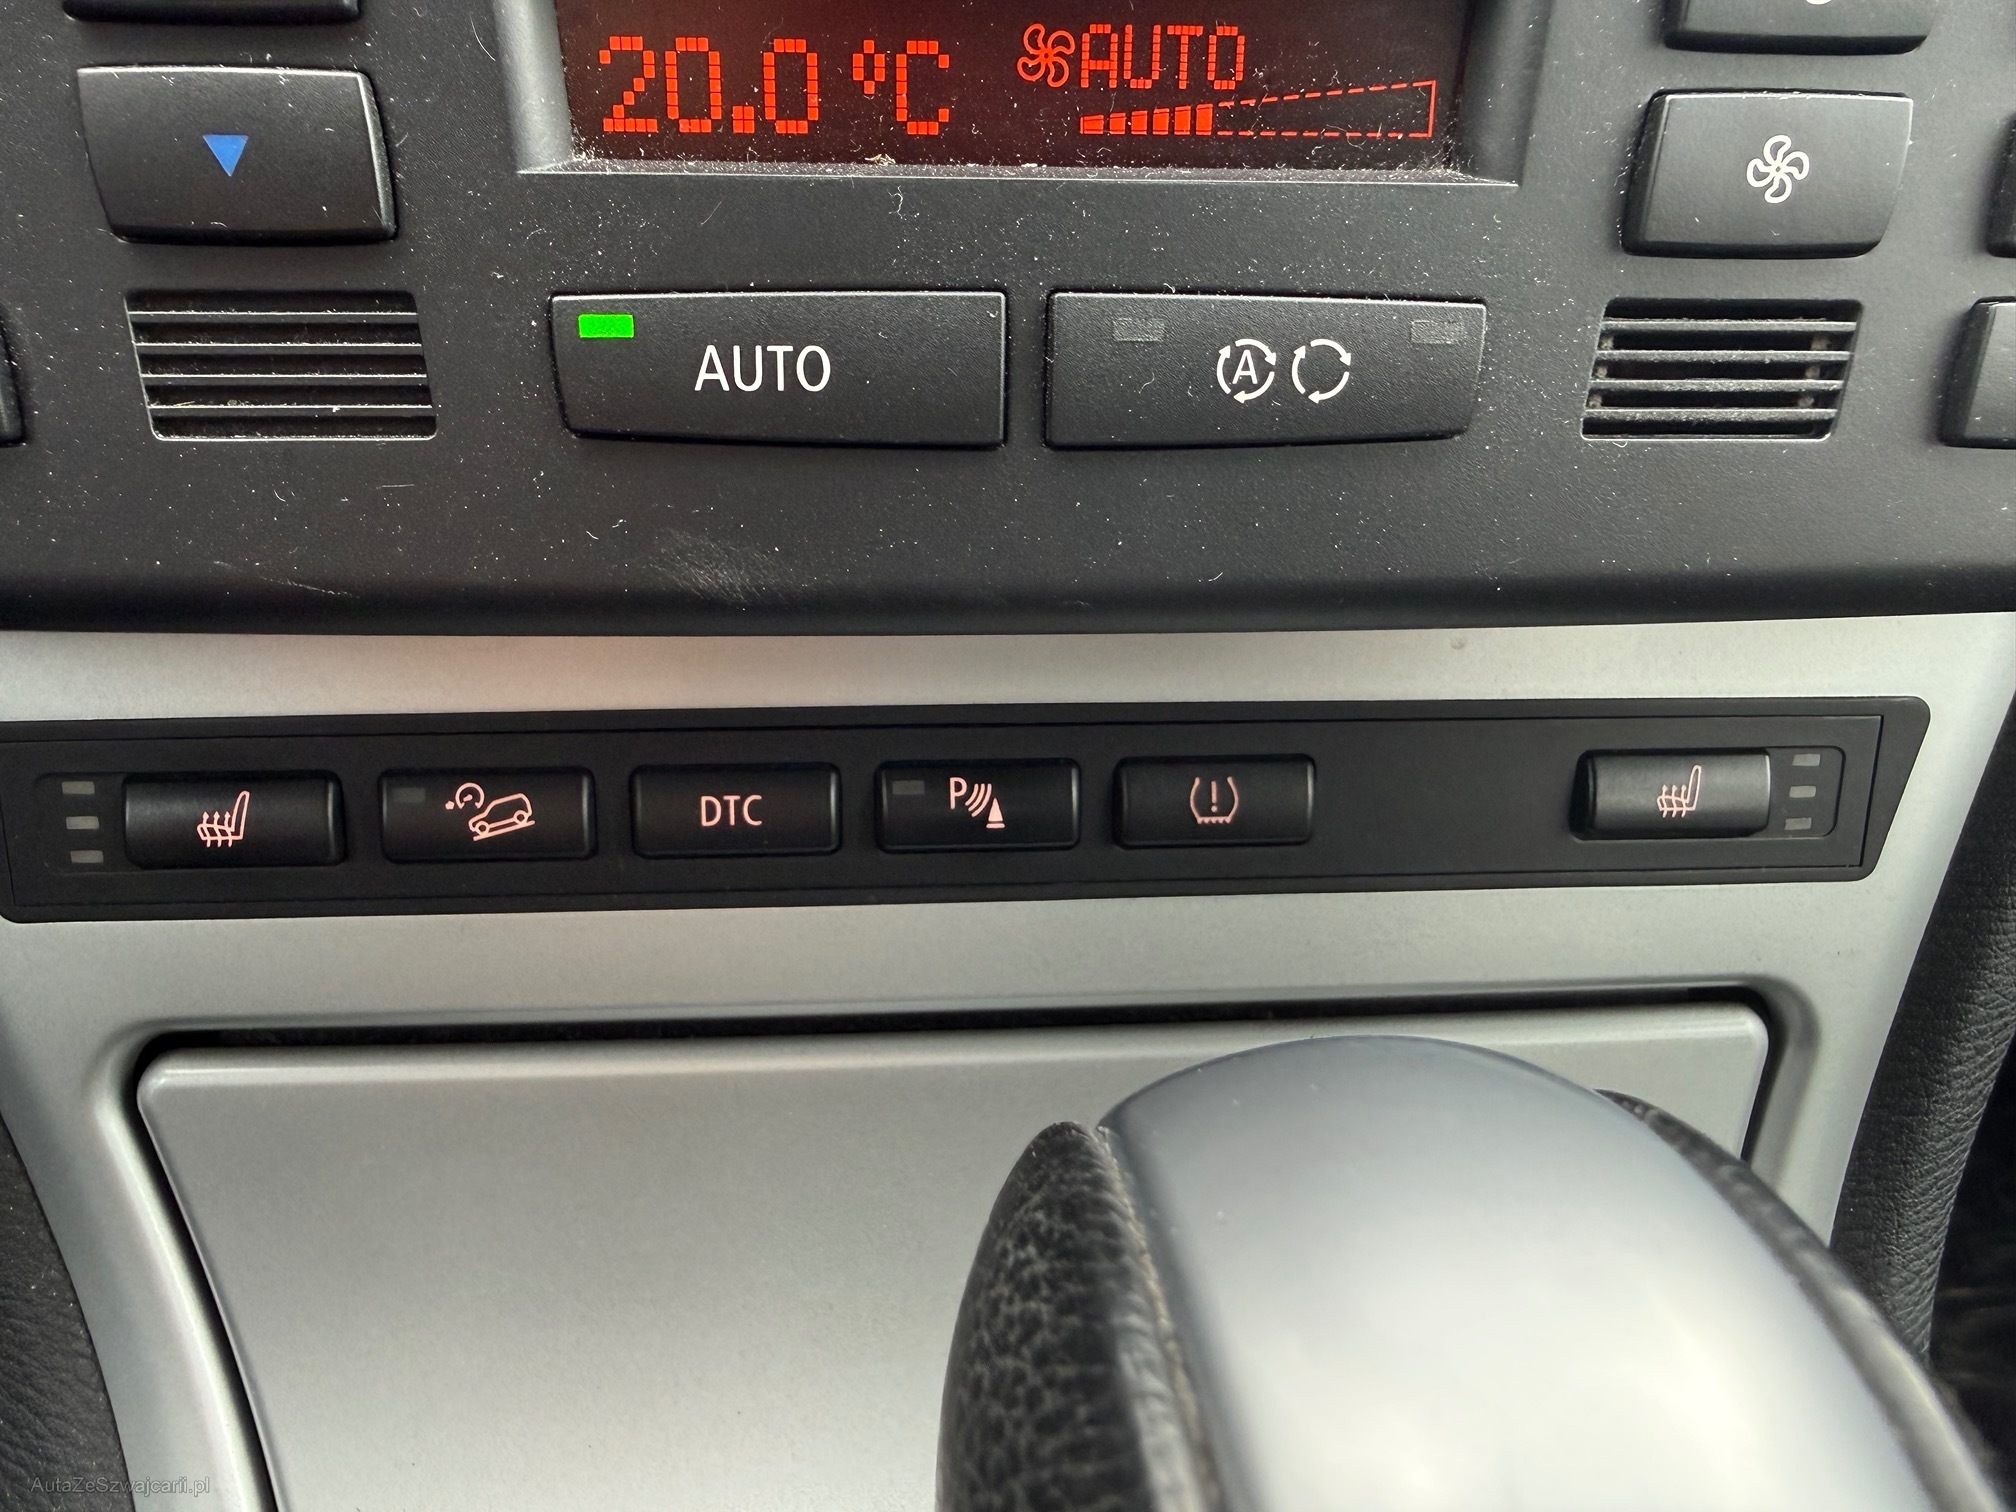 20.0 °C AUTO
AUTO A
DTC P
AutaZeSzwajcarii.pl